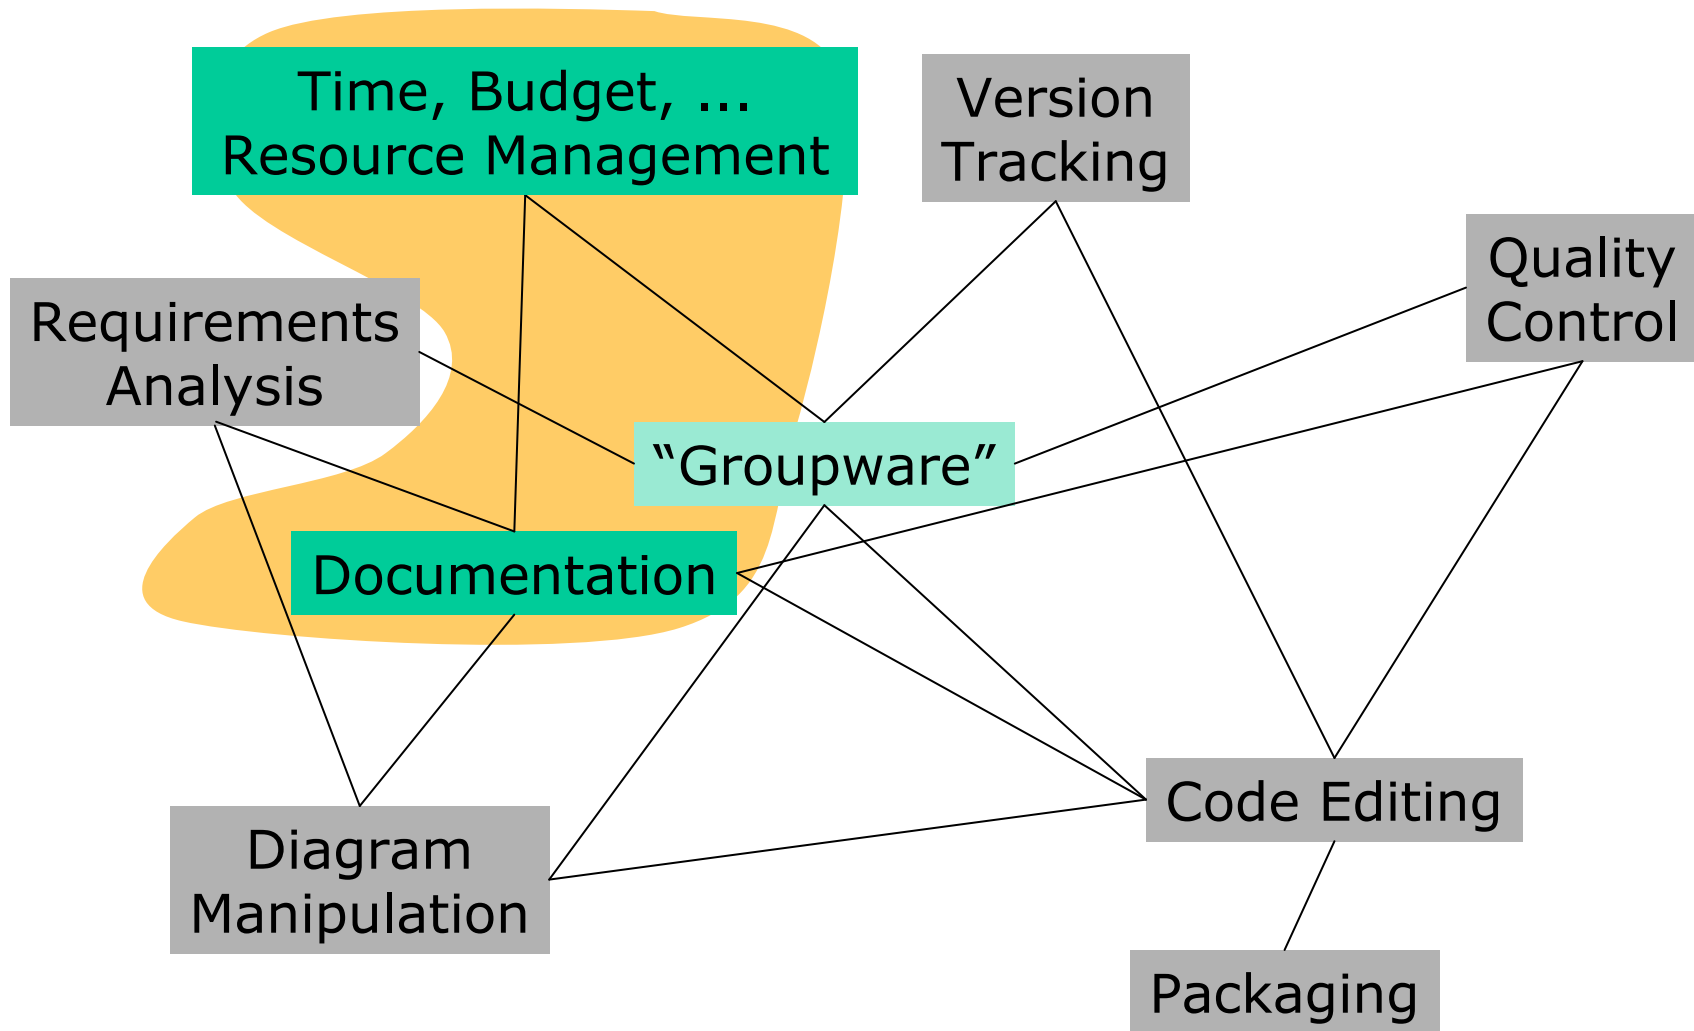 Time, Budget, ...
Resource Management
Version
Tracking
Quality
Control
Requirements
Analysis
“Groupware”
Documentation
Code Editing
Diagram
Manipulation
Packaging